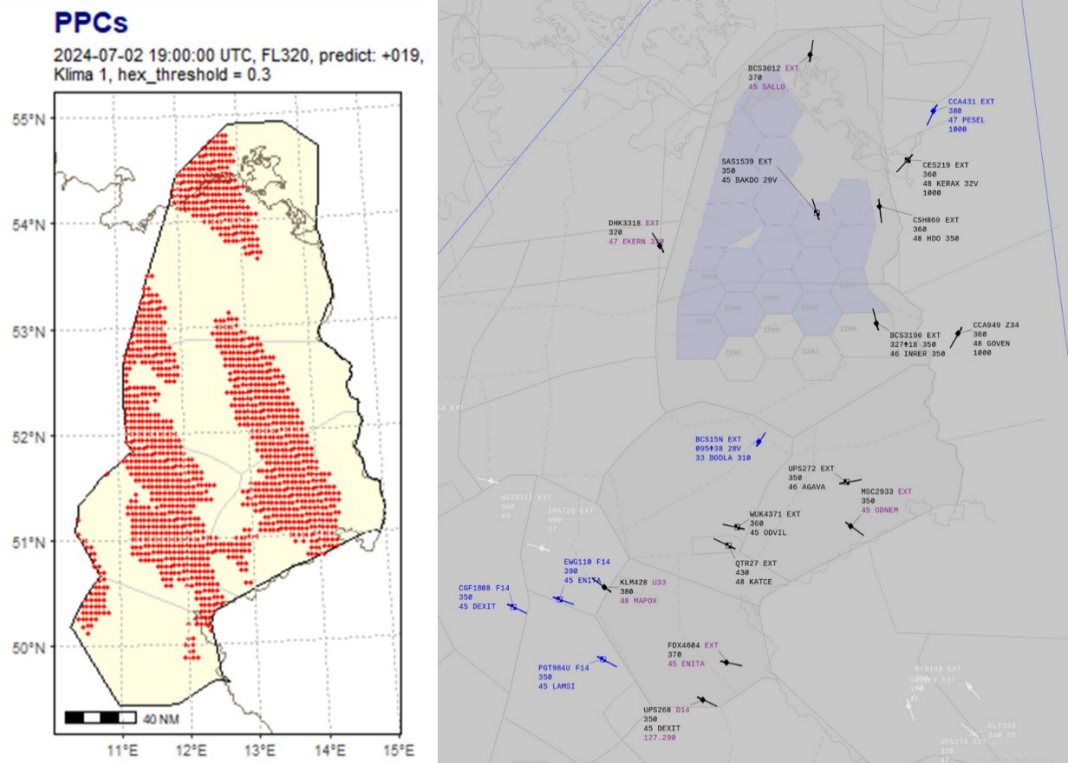 PPCs
2024-07-02 19:00:00 UTC, FL320, predict: +019,
Klima 1, hex_threshold = 0.3
55°N
54°N
53°N
52°N
51°N
50°N
40 NM
11°E
12°E
13°E
14°E
15°E
BCS3612 EXT
370
45 SALLO
CCA431 EXT
380
47 PESEL
1000
SAS1539 EXT
350
45 BAKDO 29V
CES219 EXT
360
48 KERAX 32V
1000
DHK3318 EXT
320
47 EKERN
CSH869 EXT
360
48 HDO 350
BCS3196 EXT
327↑18 350
46 INRER 350
CCA949 Z34
360
48 GOVEN
1000
BCS15N EXT
095↑38 28V
33 BODLA 310
UPS272 EXT
350
46 AGAVA
MSC2933 EXT
350
45 ODNEM
WUK4371 EXT
360
45 ODVIL
QTR27 EXT
430
48 KATCE
EWG110 F14
390
45 ENITA
KLM428 U33
380
48 MAPOX
CGF1808 F14
350
45 DEXIT
PGT984U F14
350
45 LAMSI
FDX4604 EXT
370
45 ENITA
UPS268 D14
350
45 DEXIT
127.290